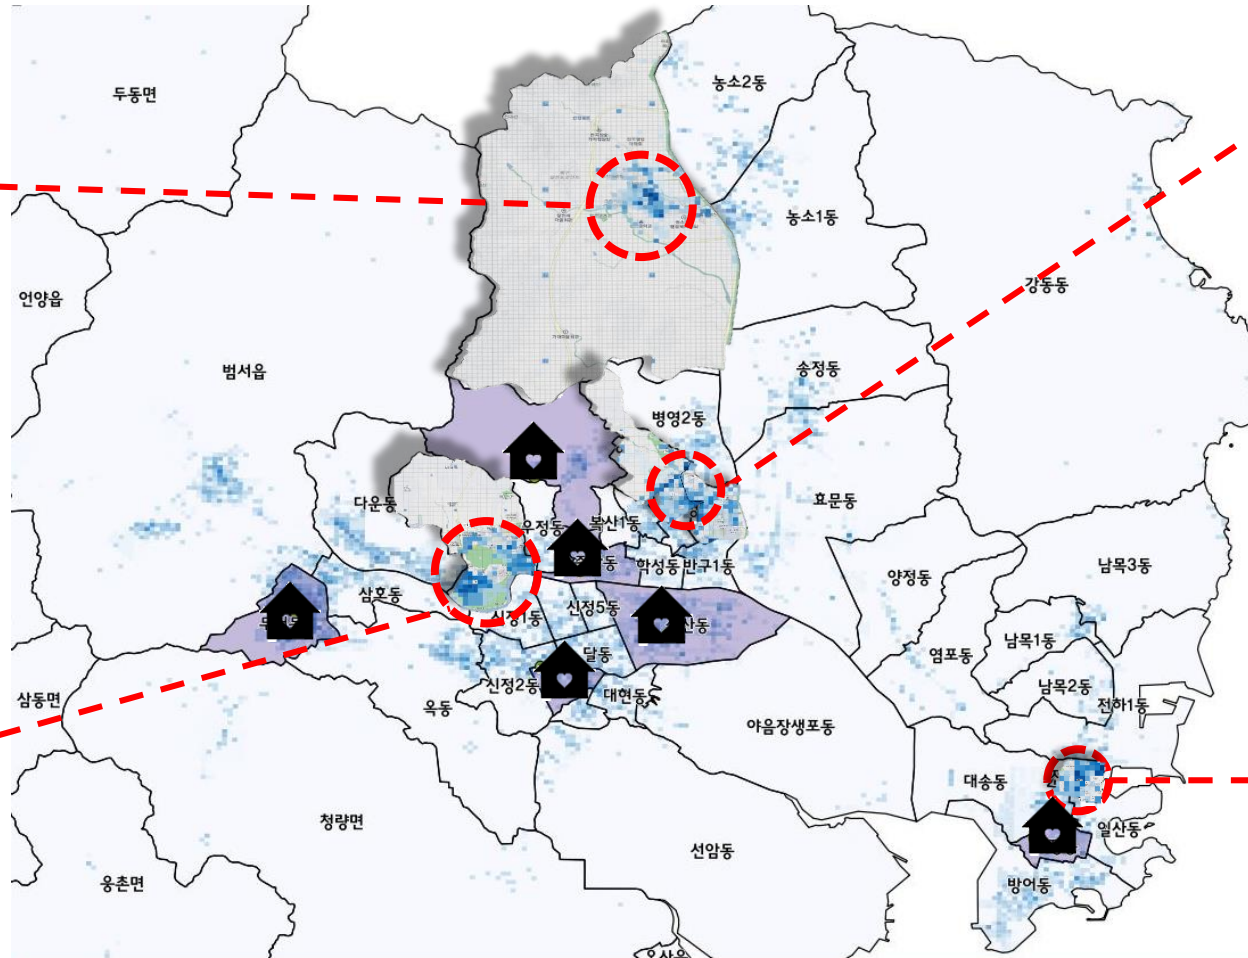 두동면
농소2동
농소1동
강동동
언양읍
범서읍
송정동
병영2동
다운동
효문동
우정동
복산1동
학성동
반구1동
양정동
남목3동
삼호동
신정1동
신정5동
산동
남목1동
염포동
달동
신정2동
대현동
남목2동
전하1동
삼동면
옥동
야음장생포동
대송동
일산동
청량면
선암동
방어동
웅촌면